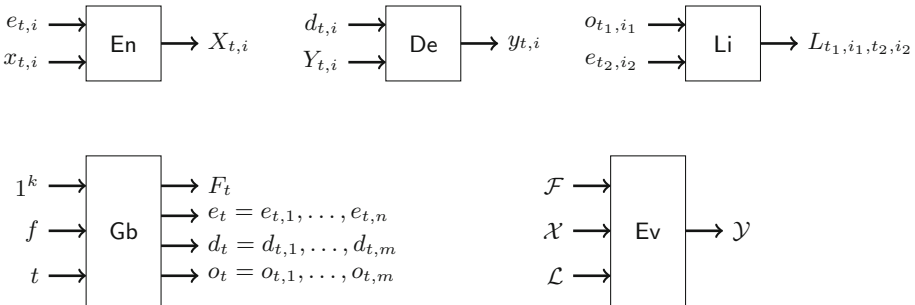 e_{t,i}
x_{t,i}
En
X_{t,i}
d_{t,i}
Y_{t,i}
De
y_{t,i}
o_{t_1,i_1}
e_{t_2,i_2}
Li
L_{t_1,i_1,t_2,i_2}
1^k
f
t
Gb
F_t
e_t = e_{t,1}, . . . , e_{t,n}
d_t = d_{t,1}, . . . , d_{t,m}
o_t = o_{t,1}, . . . , o_{t,m}
ℱ
𝒳
ℒ
Ev
𝒴